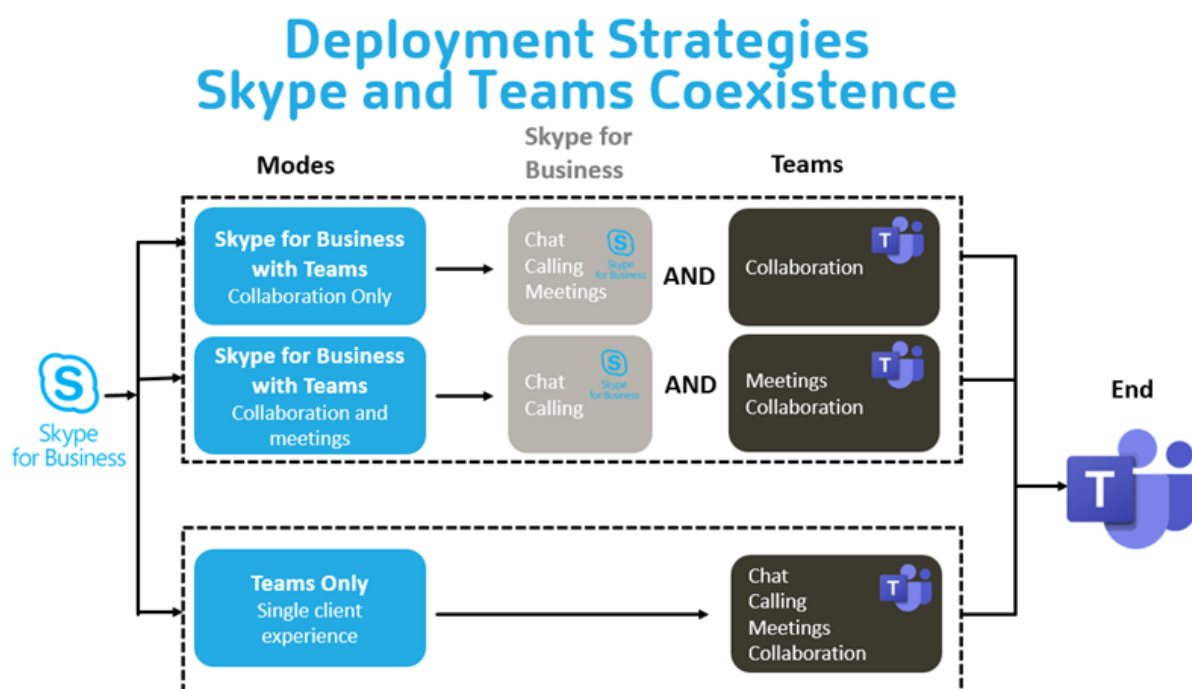 Deployment Strategies
Skype and Teams Coexistence
Modes
Skype for
Business
Teams
Skype for Business
with Teams
Collaboration Only
Chat
Calling
Meetings
S
Skype
for Business
AND
Collaboration
T
Skype for Business
with Teams
Collaboration and
meetings
Chat
Calling
S
Skype
for Business
AND
Meetings
Collaboration
T
S
Skype
for Business
End
T
Teams Only
Single client
experience
Chat
Calling
Meetings
Collaboration
T